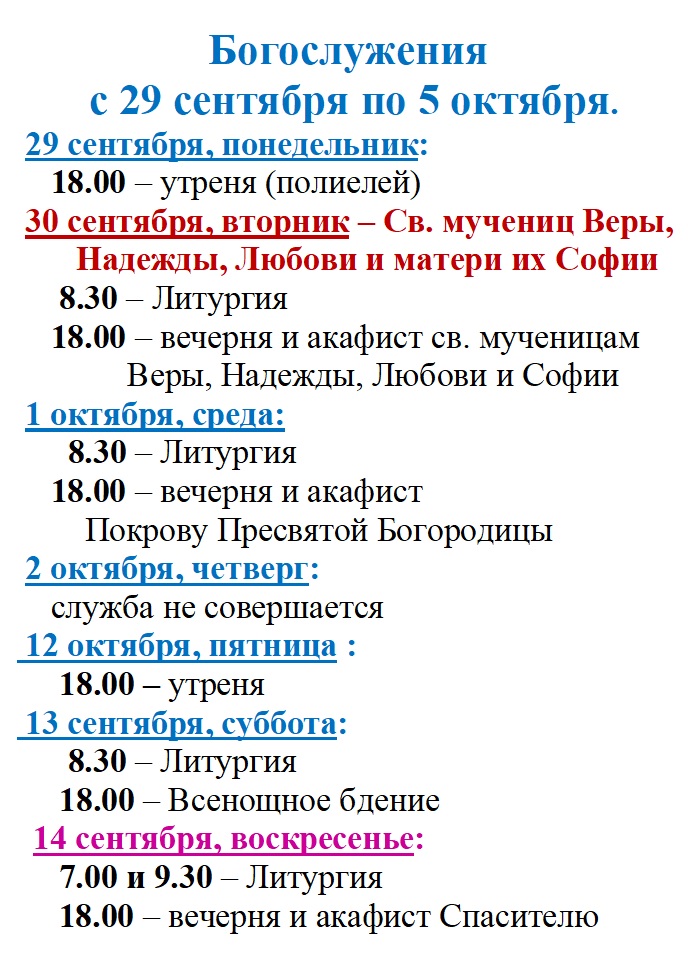 Богослужения
с 29 сентября по 5 октября.
29 сентября, понедельник:
18.00 – утреня (полиелей)
30 сентября, вторник – Св. мучениц Веры,
Надежды, Любови и матери их Софии
8.30 – Литургия
18.00 – вечерня и акафист св. мученицам
Веры, Надежды, Любови и Софии
1 октября, среда:
8.30 – Литургия
18.00 – вечерня и акафист
Покрову Пресвятой Богородицы
2 октября, четверг:
служба не совершается
12 октября, пятница :
18.00 – утреня
13 сентября, суббота:
8.30 – Литургия
18.00 – Всенощное бдение
14 сентября, воскресенье:
7.00 и 9.30 – Литургия
18.00 – вечерня и акафист Спасителю